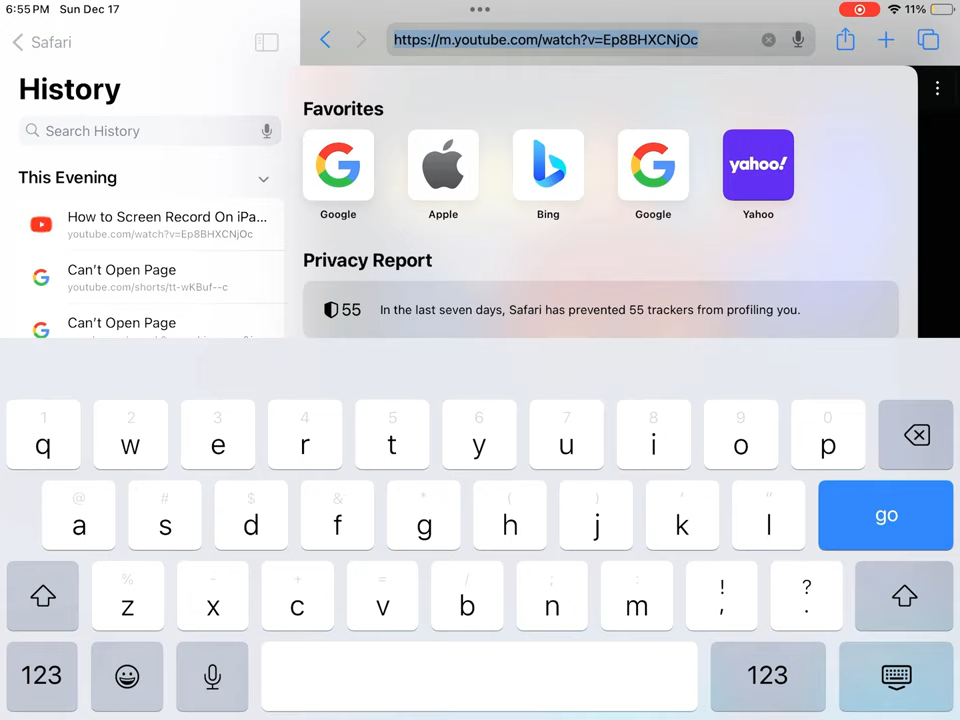 6:55 PM Sun Dec 17
11%
Safari
https://m.youtube.com/watch?v=Ep8BHXCNjOc
History
Search History
This Evening
How to Screen Record On iPa...
youtube.com/watch?v=Ep8BHXCNjOc
Can't Open Page
youtube.com/shorts/tt-wKBuf--c
Can't Open Page
Favorites
yahoo!
Google Apple Bing Google Yahoo
Privacy Report
55 In the last seven days, Safari has prevented 55 trackers from profiling you.
1 2 3 4 5 6 7 8 9 0
q w e r t y u i o p
@ # $ & * ( ) ' "
a s d f g h j k l go
% - + = / ; : ! ?
z x c v b n m , .
123 123